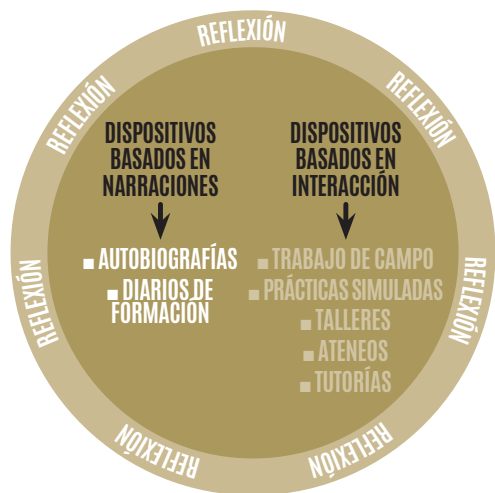 REFLEXIÓN
REFLEXIÓN
REFLEXIÓN
DISPOSITIVOS
BASADOS EN
NARRACIONES
■ AUTOBIOGRAFÍAS
■ DIARIOS DE
FORMACIÓN
DISPOSITIVOS
BASADOS EN
INTERACCIÓN
■ TRABAJO DE CAMPO
■ PRÁCTICAS SIMULADAS
■ TALLERES
■ ATENEOS
■ TUTORÍAS
REFLEXIÓN
REFLEXIÓN
REFLEXIÓN
REFLEXIÓN